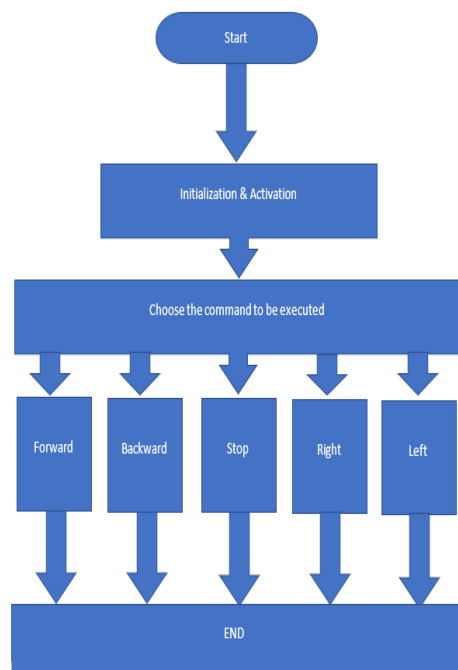 Start
Initialization & Activation
Choose the command to be executed
Forward
Backward
Stop
Right
Left
END